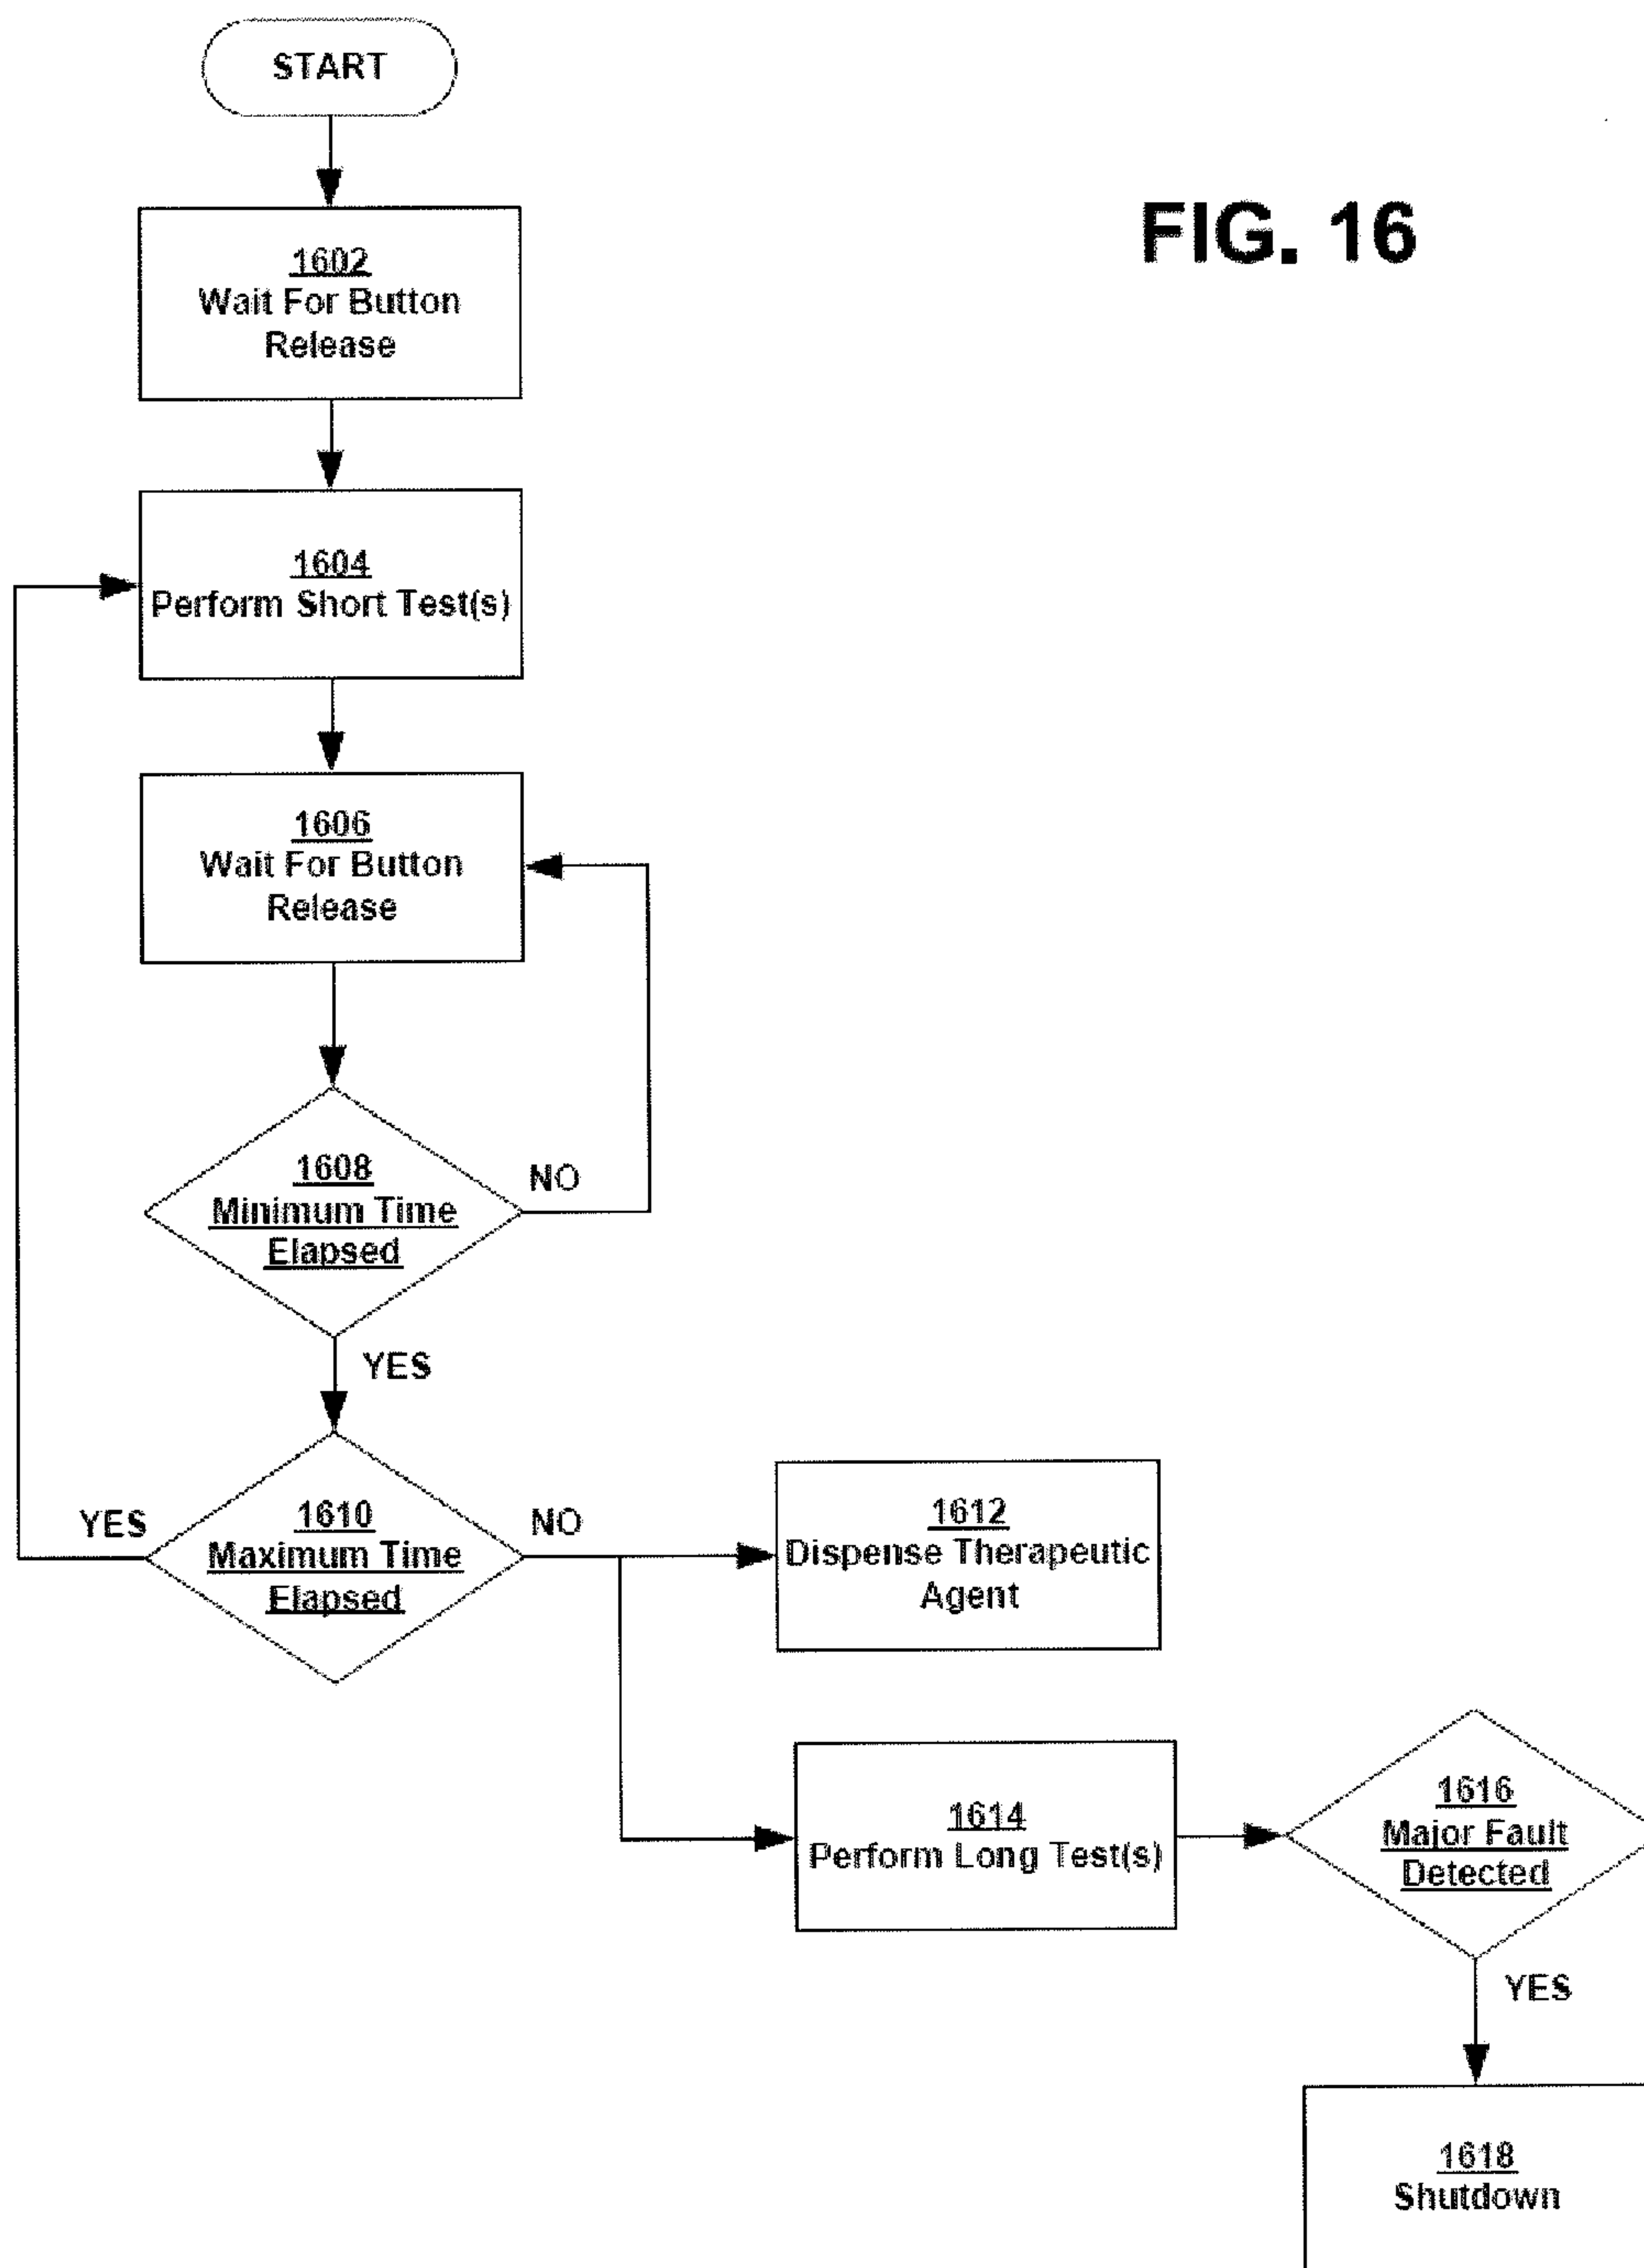 START
FIG. 16
1602
Wait For Button
Release
1604
Perform Short Test(s)
1606
Wait For Button
Release
1608
Minimum Time
Elapsed
NO
YES
1610
Maximum Time
Elapsed
YES
NO
1612
Dispense Therapeutic
Agent
1614
Perform Long Test(s)
1616
Major Fault
Detected
YES
1618
Shutdown